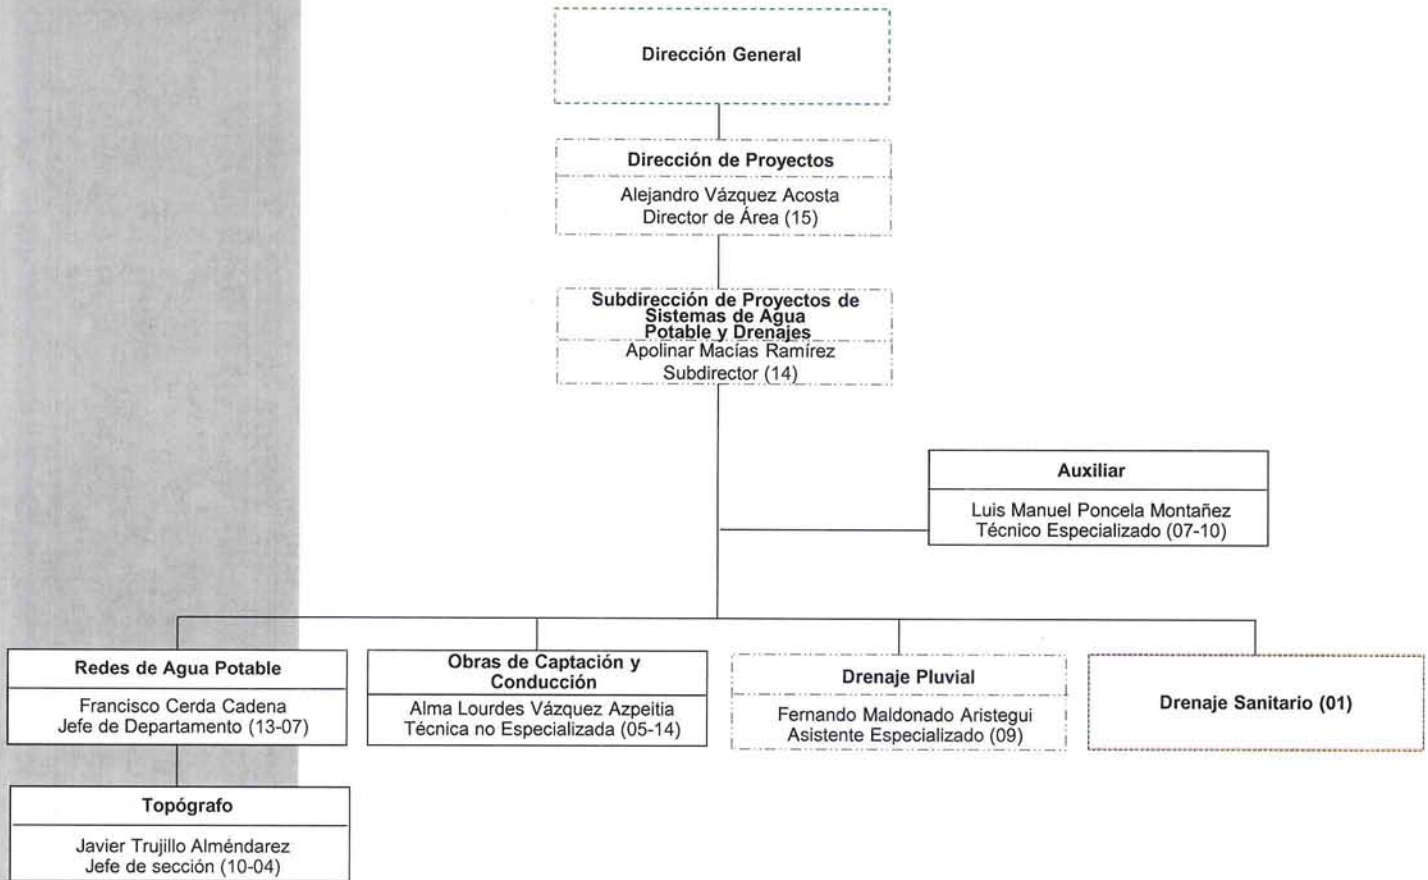 Dirección General
Dirección de Proyectos
Alejandro Vázquez Acosta
Director de Área (15)
Subdirección de Proyectos de
Sistemas de Agua
Potable y Drenajes
Apolinar Macías Ramírez
Subdirector (14)
Auxiliar
Luis Manuel Poncela Montañez
Técnico Especializado (07-10)
Redes de Agua Potable
Francisco Cerda Cadena
Jefe de Departamento (13-07)
Obras de Captación y
Conducción
Alma Lourdes Vázquez Azpeitia
Técnica no Especializada (05-14)
Drenaje Pluvial
Fernando Maldonado Aristegui
Asistente Especializado (09)
Drenaje Sanitario (01)
Topógrafo
Javier Trujillo Alméndarez
Jefe de sección (10-04)